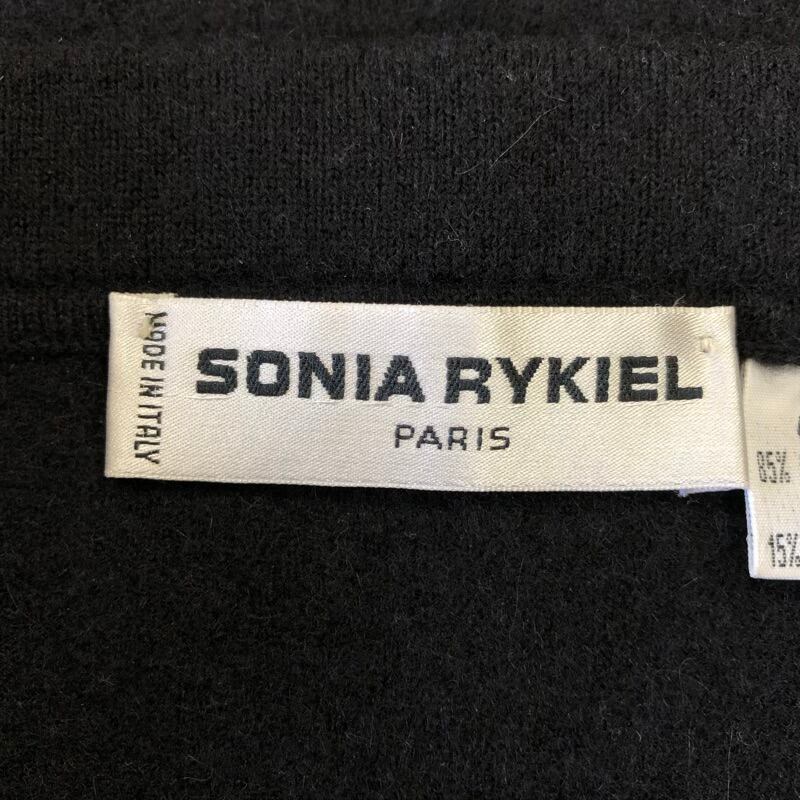 MADE IN ITALY
SONIA RYKIEL
PARIS
85%
15%